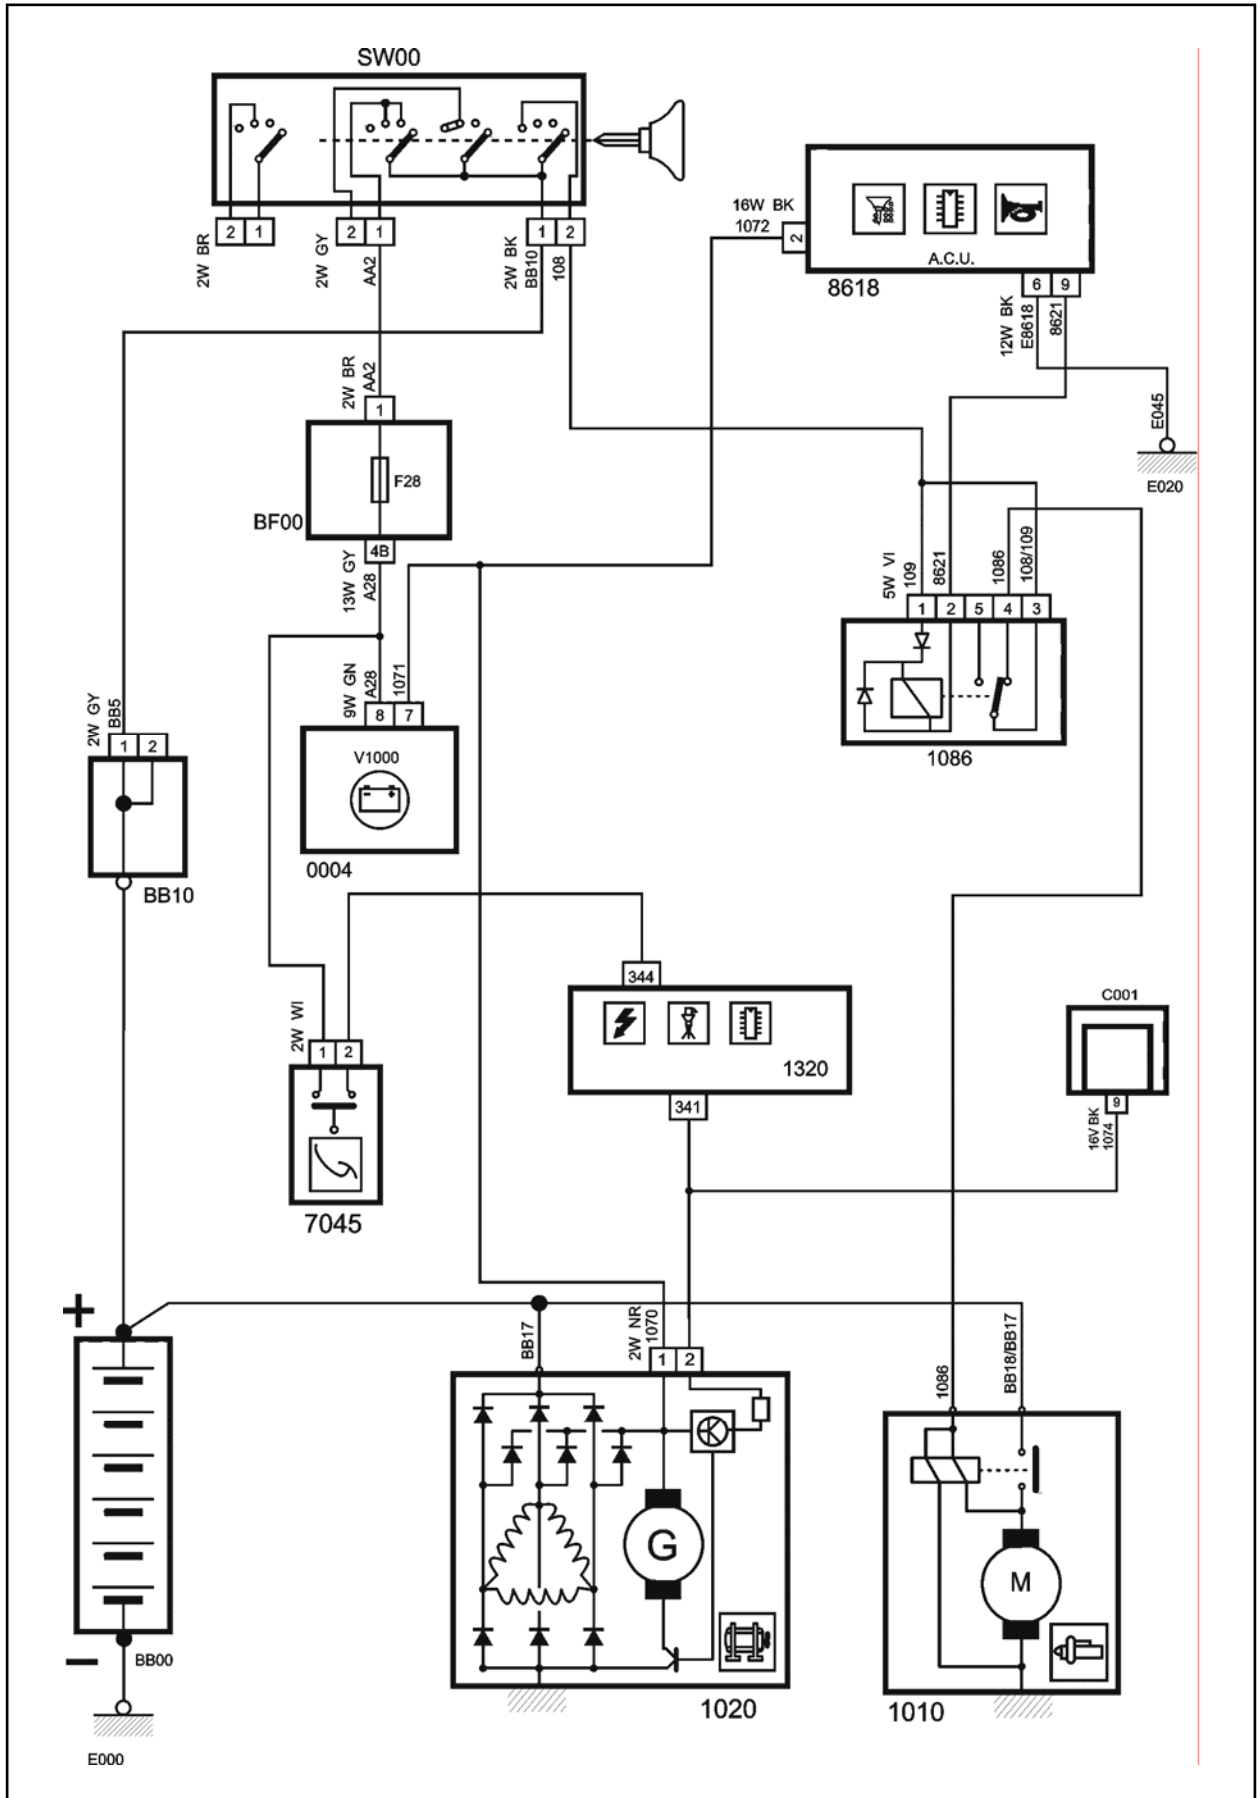 SW00
2 1
2 1
1 2
2W BR
2W GY
AA2
2W BK
BB10
108
16W BK
1072
2
A.C.U.
8618
6 9
12W BK
E8618
8621
E045
E020
2W BR
AA2
1
F28
BF00
4B
13W GY
A28
5W VI
109
8621
1086
108/109
1 2 5 4 3
1086
9W GN
A28
1071
8 7
V1000
0004
2W GY
BB5
1 2
BB10
344
1320
341
C001
9
16V BK
1074
2W WI
1 2
7045
+
BB17
2W NR
1070
1 2
1086
BB18/BB17
G
M
–
BB00
1020
1010
E000